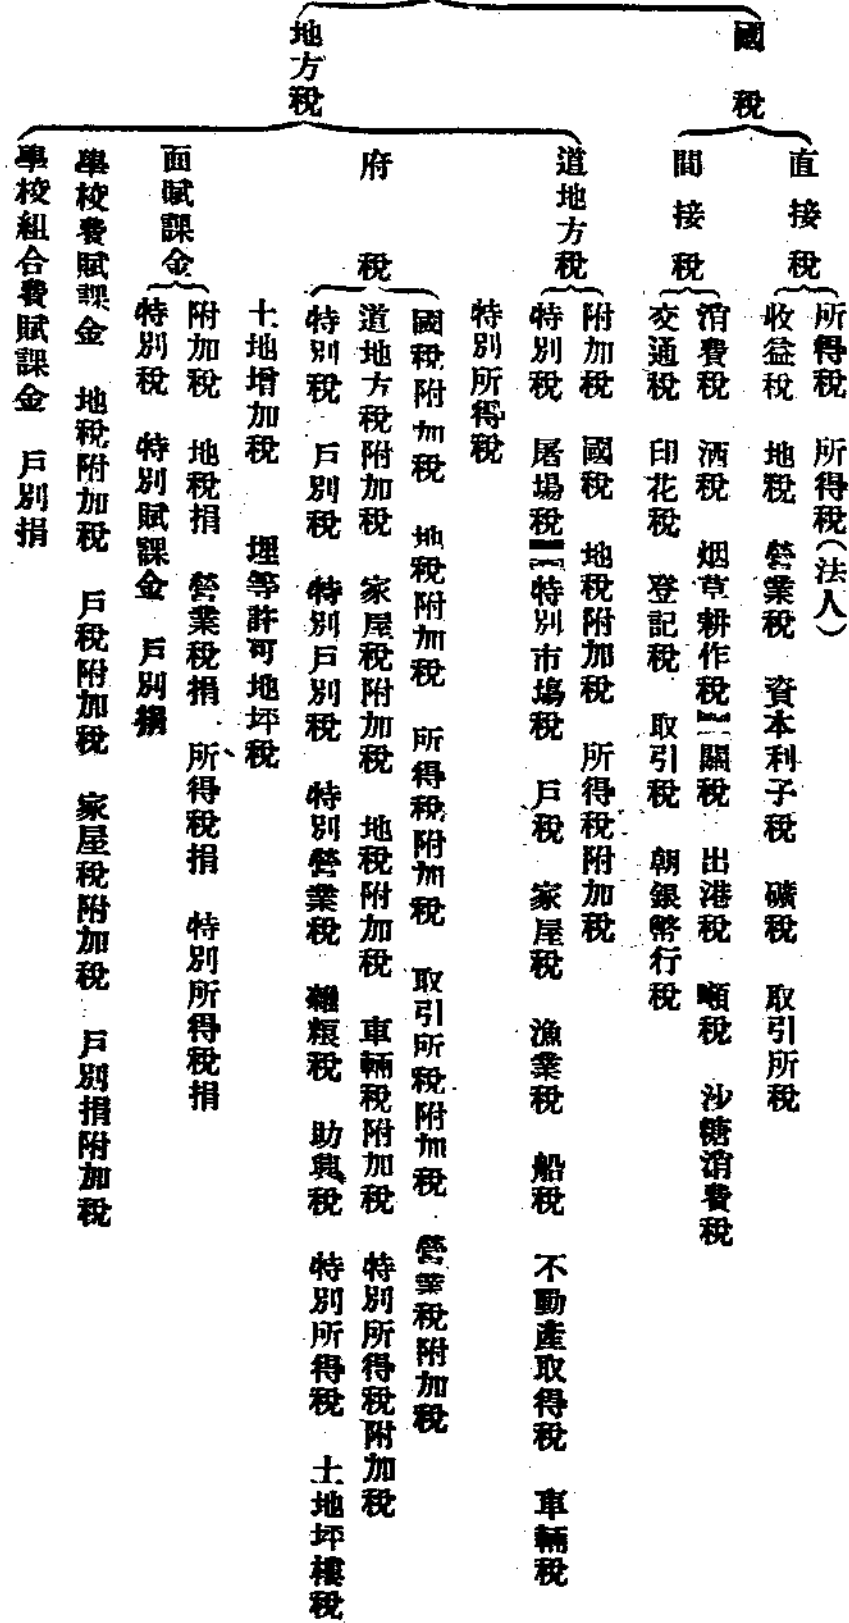 國稅
直接稅
所得稅 所得稅(法人)
收益稅 地稅 營業稅 資本利子稅 礦稅 取引所稅
間接稅
消費稅 酒稅 烟草耕作稅 關稅 出港稅 噸稅 沙糖消費稅
交通稅 印花稅 登記稅 取引稅 朝銀幣行稅
地方稅
道地方稅
附加稅 國稅 地稅附加稅 所得稅附加稅
特別稅 屠場稅 特別市場稅 戶稅 家屋稅 漁業稅 船稅 不動產取得稅 車輛稅
特別所得稅
府稅
國稅附加稅 地稅附加稅 所得稅附加稅 取引所稅附加稅 營業稅附加稅
道地方稅附加稅 家屋稅附加稅 地稅附加稅 車輛稅附加稅 特別所得稅附加稅
特別稅 戶別稅 特別戶別稅 特別營業稅 雜種稅 助興稅 特別所得稅 土地坪樓稅
土地增加稅 埋等許可地坪稅
面賦課金
附加稅 地稅捐 營業稅捐 所得稅捐 特別所得稅捐
特別稅 特別賦課金 戶別捐
學校費賦課金 地稅附加稅 戶稅附加稅 家屋稅附加稅 戶別捐附加稅
學校組合費賦課金 戶別捐